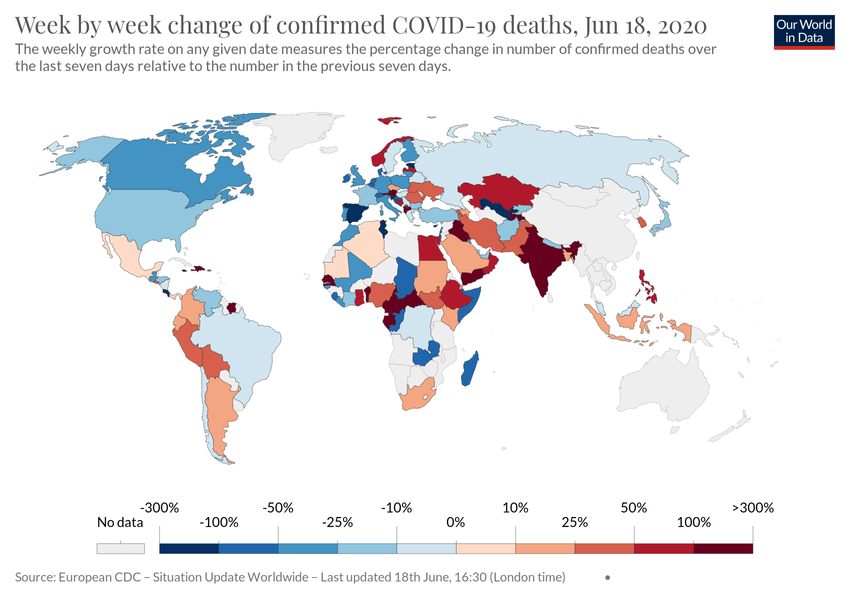 Week by week change of confirmed COVID-19 deaths, Jun 18, 2020
Our World
in Data
The weekly growth rate on any given date measures the percentage change in number of confirmed deaths over
the last seven days relative to the number in the previous seven days.
-300% -50% -10% 10% 50% >300%
No data -100% -25% 0% 25% 100%
Source: European CDC – Situation Update Worldwide – Last updated 18th June, 16:30 (London time) •